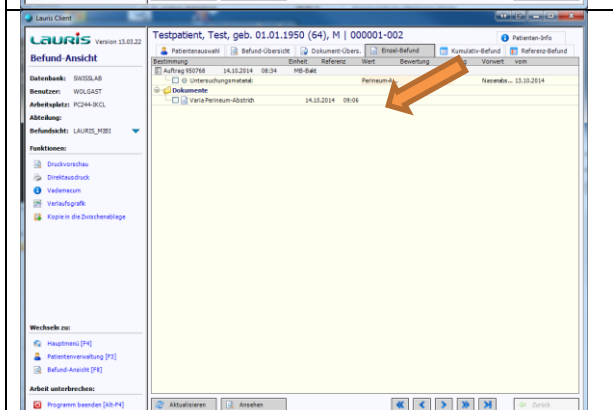 Lauris Client
LAURIS Version 13.03.22
Befund-Ansicht
Datenbank: SWISSLAB
Benutzer: WOLGAST
Arbeitsplatz: PC244-IKCL
Abteilung:
Befundsicht: LAURIS_MIBI
Funktionen:
Druckvorschau
Direktausdruck
Vademecum
Verlaufsgrafik
Kopie in die Zwischenablage
Wechseln zu:
Hauptmenü [F4]
Patientenverwaltung [F3]
Befund-Ansicht [F8]
Arbeit unterbrechen:
Programm beenden [Alt-F4]
Testpatient, Test, geb. 01.01.1950 (64), M | 000001-002
Patienten-Info
Patientenauswahl Befund-Übersicht Dokument-Übers. Einzel-Befund Kumulativ-Befund Referenz-Befund
Bestimmung Einheit Referenz Wert Bewertung Vorwert vom
Auftrag 950768 14.10.2014 08:34 MB-Bakt
Untersuchungsmaterial: Perineum-A... Nasenabs... 13.10.2014
Dokumente
Varia Perineum-Abstrich 14.10.2014 09:06
Aktualisieren Ansehen Zurück